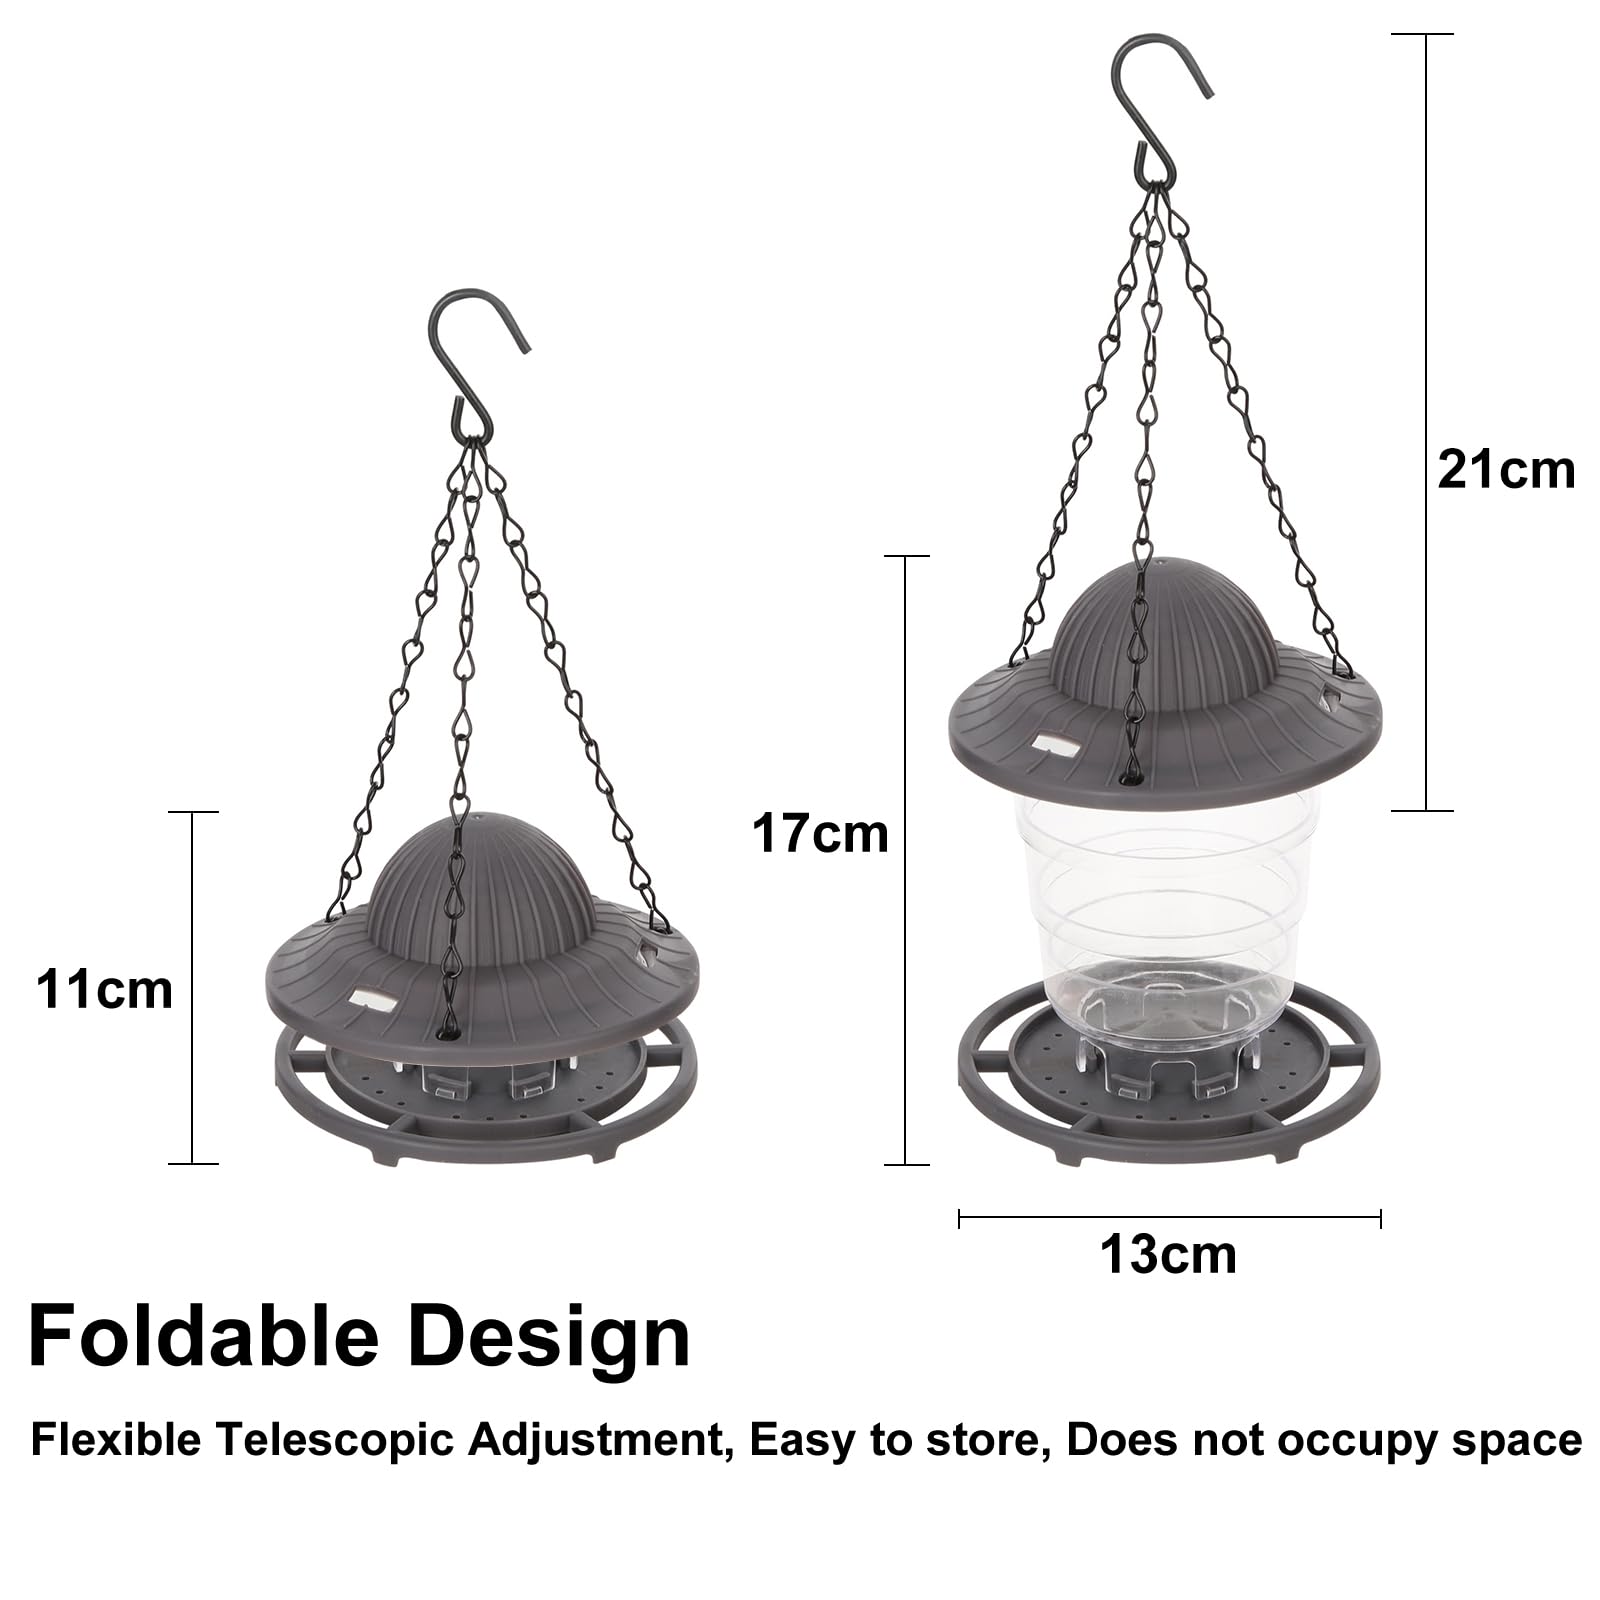 21cm
17cm
11cm
13cm
Foldable Design
Flexible Telescopic Adjustment, Easy to store, Does not occupy space